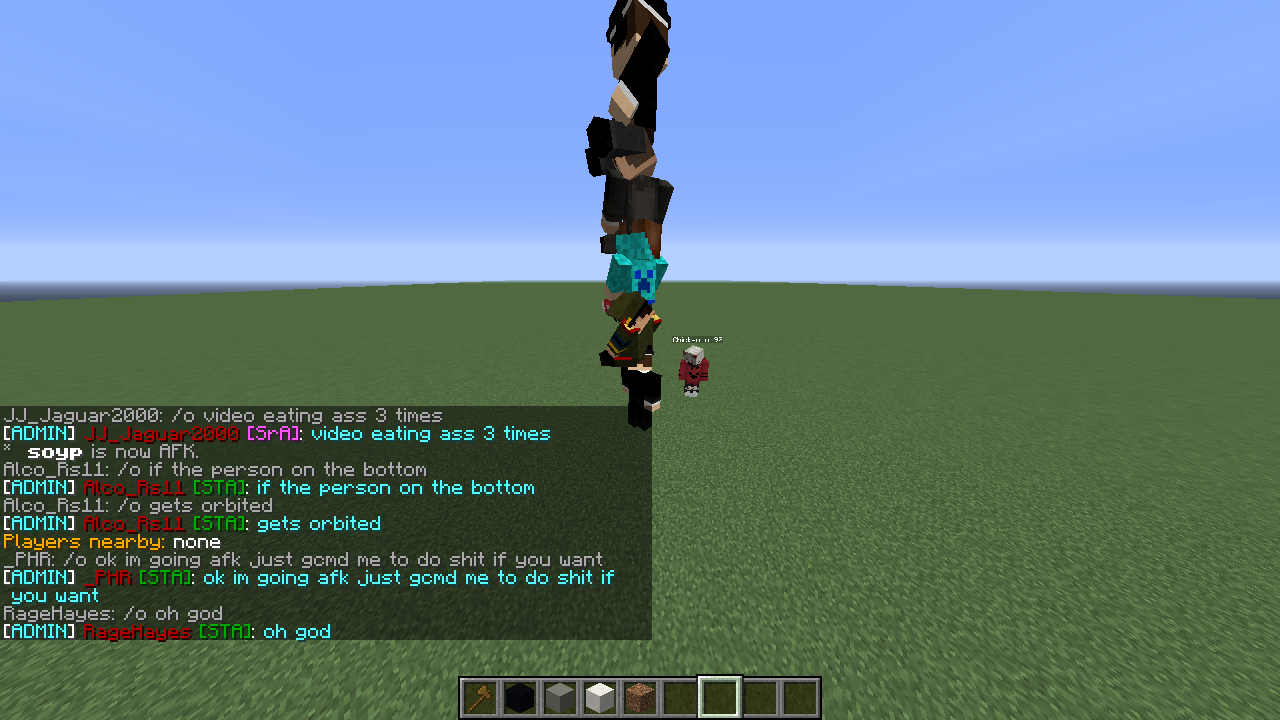 JJ_Jaguar2000: /o video eating ass 3 times
[ADMIN] JJ_Jaguar2000 [SrA]: video eating ass 3 times
* soyp is now AFK.
Alco_Rs11: /o if the person on the bottom
[ADMIN] Alco_Rs11 [STA]: if the person on the bottom
Alco_Rs11: /o gets orbited
[ADMIN] Alco_Rs11 [STA]: gets orbited
Players nearby: none
_PHR: /o ok im going afk just gcmd me to do shit if you want
[ADMIN] _PHR [STA]: ok im going afk just gcmd me to do shit if
you want
RageHayes: /o oh god
[ADMIN] RageHayes [STA]: oh god